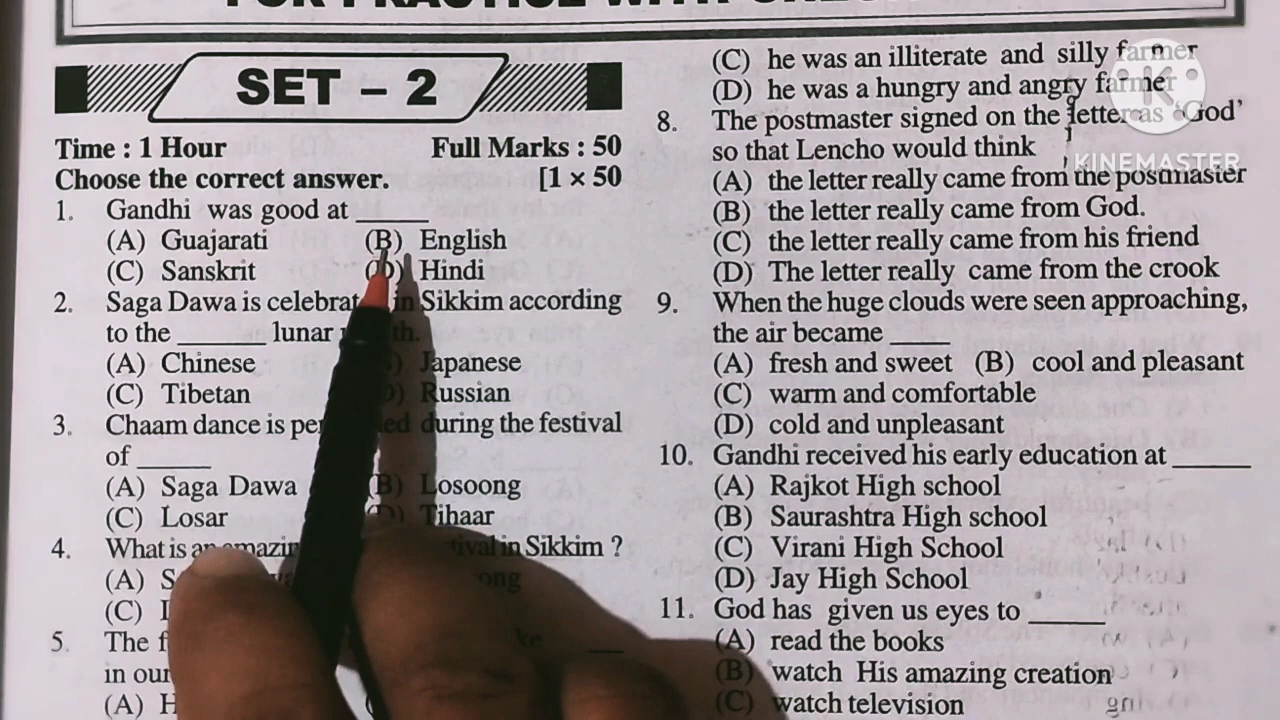 SET – 2
Time : 1 Hour Full Marks : 50
Choose the correct answer. [1 × 50
1. Gandhi was good at _____
(A) Guajarati (B) English
(C) Sanskrit (D) Hindi
2. Saga Dawa is celebrat in Sikkim according
to the _____ lunar
(A) Chinese Japanese
(C) Tibetan Russian
3. Chaam dance is during the festival
of _____
(A) Saga Dawa (B) Losoong
(C) Losar (D) Tihaar
4. What is in Sikkim ?
(A)
(C)
5. The
in our
(A)
(C) he was an illiterate and silly farmer
(D) he was a hungry and angry farmer
8. The postmaster signed on the letter as ‘God’
so that Lencho would think
(A) the letter really came from the postmaster
(B) the letter really came from God.
(C) the letter really came from his friend
(D) The letter really came from the crook
9. When the huge clouds were seen approaching,
the air became _____
(A) fresh and sweet (B) cool and pleasant
(C) warm and comfortable
(D) cold and unpleasant
10. Gandhi received his early education at _____
(A) Rajkot High school
(B) Saurashtra High school
(C) Virani High School
(D) Jay High School
11. God has given us eyes to _____
(A) read the books
(B) watch His amazing creation
(C) watch television
K
KINEMASTER